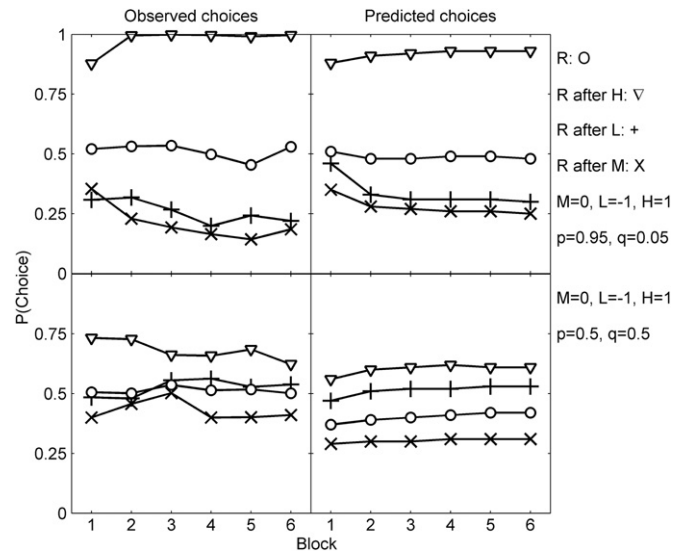 Observed choices
Predicted choices
1
0.75
0.5
0.25
0
0.75
0.5
0.25
0
P(Choice)
1 2 3 4 5 6
1 2 3 4 5 6
Block
R: O
R after H: ∇
R after L: +
R after M: X
M=0, L=-1, H=1
p=0.95, q=0.05
M=0, L=-1, H=1
p=0.5, q=0.5